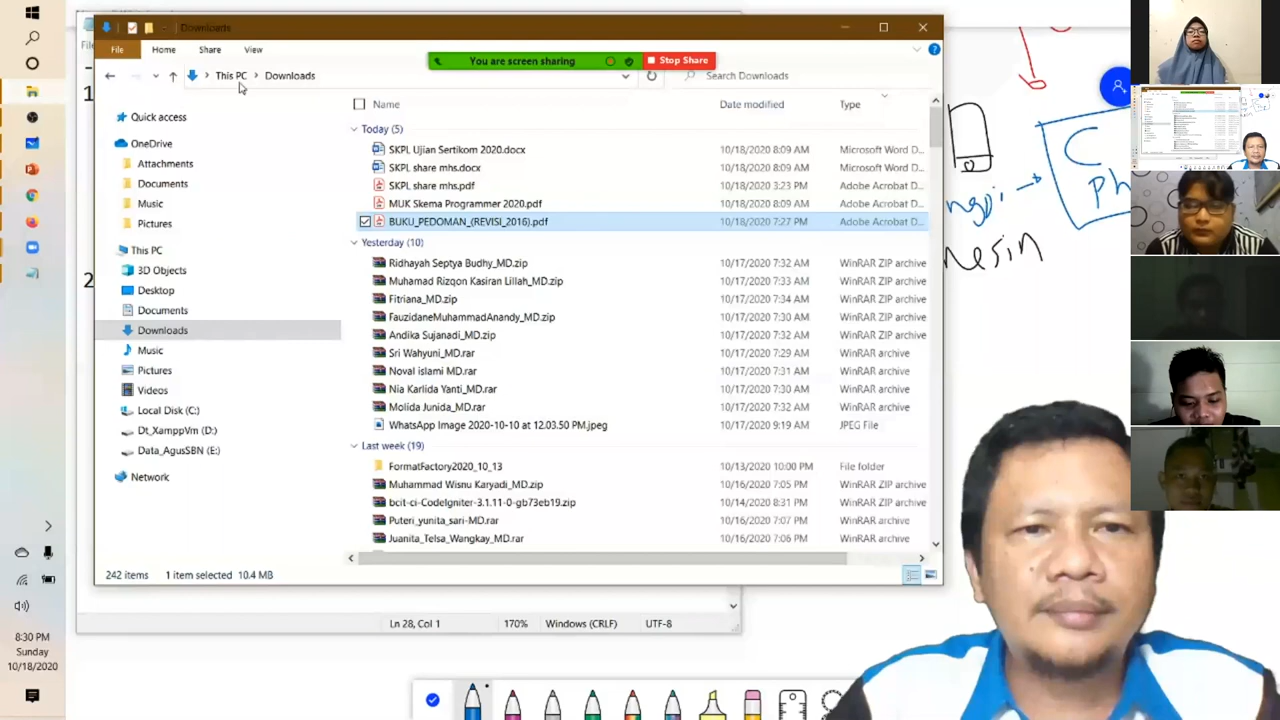 Downloads
File Home Share View
You are screen sharing Stop Share
This PC Downloads
Search Downloads
Name Date modified Type
Quick access
OneDrive
Attachments
Documents
Music
Pictures
This PC
3D Objects
Desktop
Documents
Downloads
Music
Pictures
Videos
Local Disk (C:)
Dt_XamppVm (D:)
Data_AgusSBN (E:)
Network
Today (5)
SKPL Ujian Sertikom 2020.docx 10/18/2020 8:09 AM Microsoft Word D...
SKPL share mhs.docx 10/18/2020 8:09 AM Microsoft Word D...
SKPL share mhs.pdf 10/18/2020 3:23 PM Adobe Acrobat D...
MUK Skema Programmer 2020.pdf 10/18/2020 8:09 AM Adobe Acrobat D...
BUKU_PEDOMAN_(REVISI_2016).pdf 10/18/2020 7:27 PM Adobe Acrobat D...
Yesterday (10)
Ridhayah Septya Budhy_MD.zip 10/17/2020 7:32 AM WinRAR ZIP archive
Muhamad Rizqon Kasiran Lillah_MD.zip 10/17/2020 7:33 AM WinRAR ZIP archive
Fitriana_MD.zip 10/17/2020 7:34 AM WinRAR ZIP archive
FauzidaneMuhammadAnandy_MD.zip 10/17/2020 7:30 AM WinRAR ZIP archive
Andika Sujanadi_MD.zip 10/17/2020 7:32 AM WinRAR ZIP archive
Sri Wahyuni_MD.rar 10/17/2020 7:29 AM WinRAR archive
Noval islami MD.rar 10/17/2020 7:31 AM WinRAR archive
Nia Karlida Yanti_MD.rar 10/17/2020 7:30 AM WinRAR archive
Molida Junida_MD.rar 10/17/2020 7:32 AM WinRAR archive
WhatsApp Image 2020-10-10 at 12.03.50 PM.jpeg 10/17/2020 9:19 AM JPEG File
Last week (19)
FormatFactory2020_10_13 10/13/2020 10:00 PM File folder
Muhammad Wisnu Karyadi_MD.zip 10/16/2020 7:05 PM WinRAR ZIP archive
bcit-ci-CodeIgniter-3.1.11-0-gb73eb19.zip 10/14/2020 8:31 PM WinRAR ZIP archive
Puteri_yunita_sari-MD.rar 10/16/2020 7:07 PM WinRAR archive
Juanita_Telsa_Wangkay_MD.rar 10/16/2020 7:06 PM WinRAR archive
242 items 1 item selected 10.4 MB
Ln 28, Col 1 170% Windows (CRLF) UTF-8
8:30 PM
Sunday
10/18/2020
1
2
C
Ph